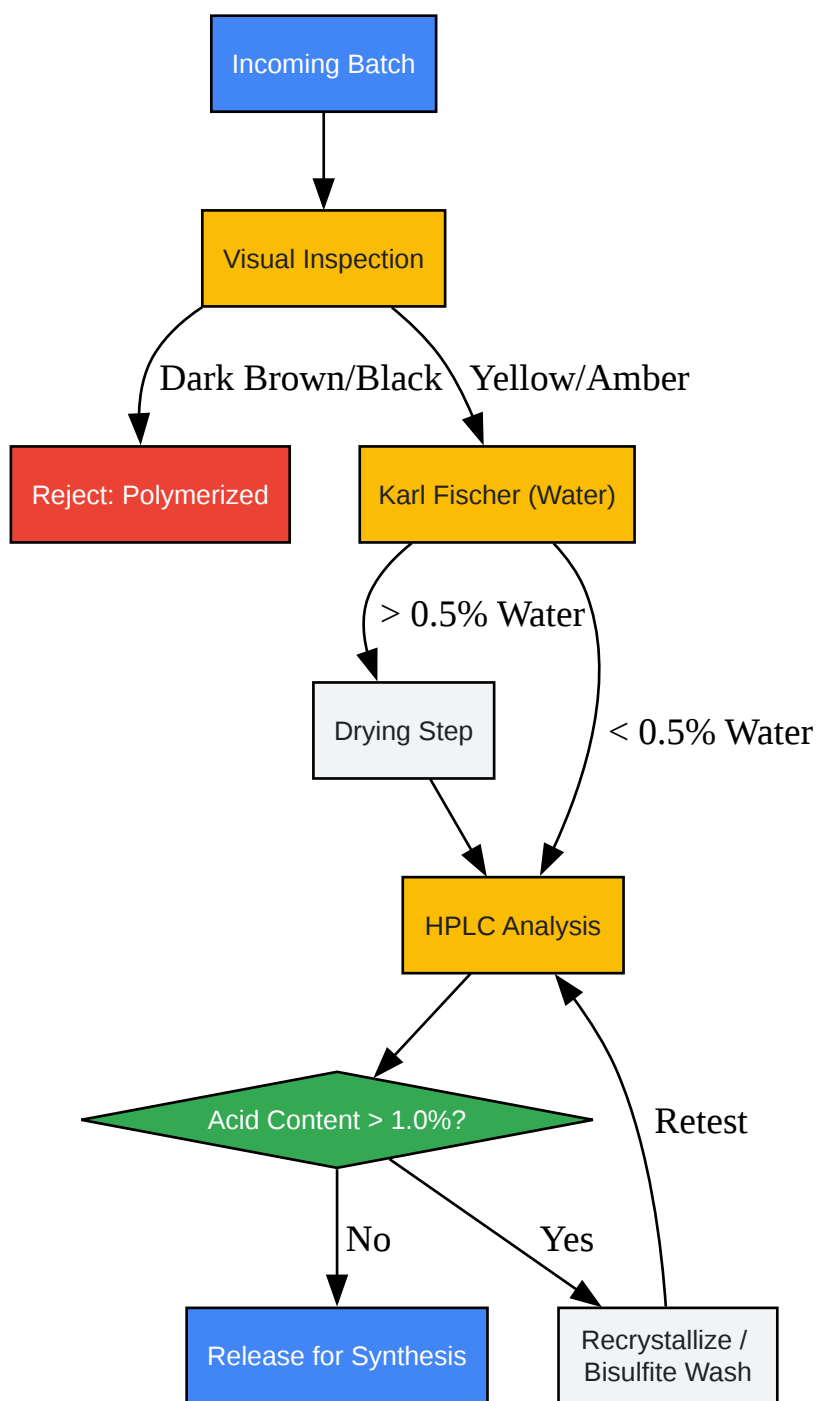 Incoming Batch
Visual Inspection
Dark Brown/Black
Yellow/Amber
Reject: Polymerized
Karl Fischer (Water)
> 0.5% Water
Drying Step
< 0.5% Water
HPLC Analysis
Acid Content > 1.0%?
Retest
No
Yes
Release for Synthesis
Recrystallize /
Bisulfite Wash